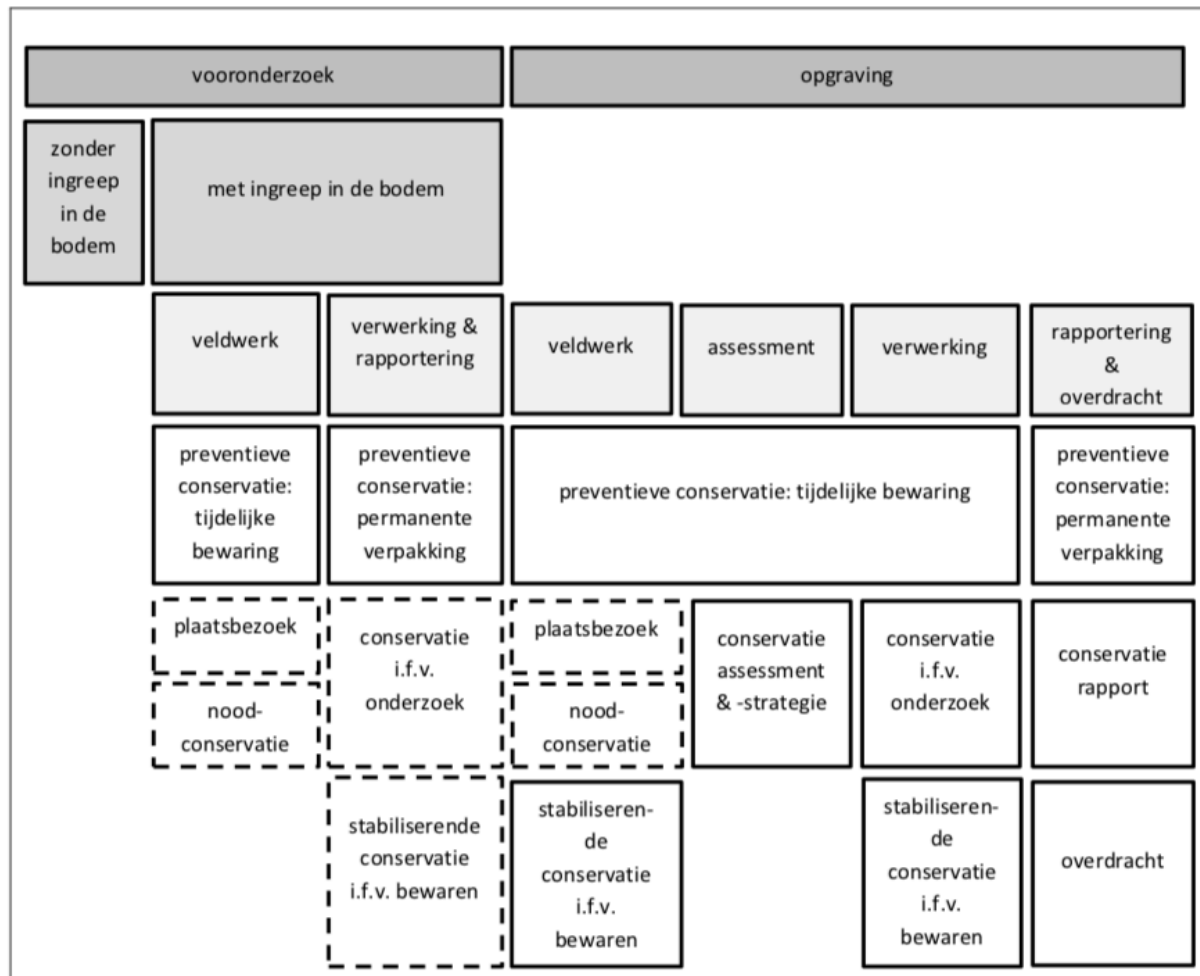 vooronderzoek
opgraving
zonder
ingreep
in de
bodem
met ingreep in de bodem
veldwerk
verwerking &
rapportering
veldwerk
assessment
verwerking
rapportering
&
overdracht
preventieve
conservatie:
tijdelijke
bewaring
preventieve
conservatie:
permanente
verpakking
preventieve conservatie: tijdelijke bewaring
preventieve
conservatie:
permanente
verpakking
plaatsbezoek
nood-
conservatie
conservatie
i.f.v.
onderzoek
plaatsbezoek
nood-
conservatie
conservatie
assessment
& -strategie
conservatie
i.f.v.
onderzoek
conservatie
rapport
stabiliserende
conservatie
i.f.v. bewaren
stabiliseren-
de
conservatie
i.f.v.
bewaren
stabiliseren-
de
conservatie
i.f.v.
bewaren
overdracht